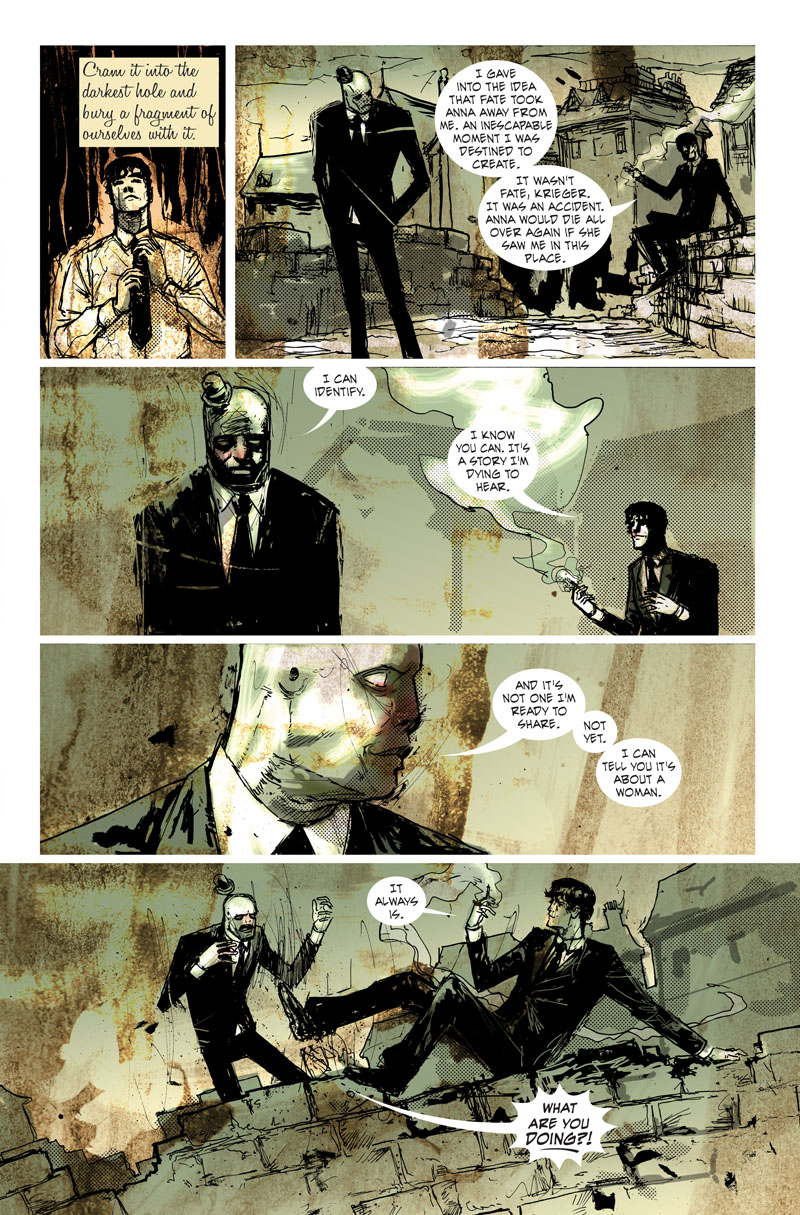 Cram it into the
darkest hole and
bury a fragment of
ourselves with it.
I GAVE
INTO THE IDEA
THAT FATE TOOK
ANNA AWAY FROM
ME. AN INESCAPABLE
MOMENT I WAS
DESTINED TO
CREATE.
IT WASN'T
FATE, KRIEGER.
IT WAS AN ACCIDENT.
ANNA WOULD DIE ALL
OVER AGAIN IF SHE
SAW ME IN THIS
PLACE.
I CAN
IDENTIFY.
I KNOW
YOU CAN. IT'S
A STORY I'M
DYING TO
HEAR.
AND IT'S
NOT ONE I'M
READY TO
SHARE.
NOT
YET.
I CAN
TELL YOU IT'S
ABOUT A
WOMAN.
IT
ALWAYS
IS.
WHAT
ARE YOU
DOING?!